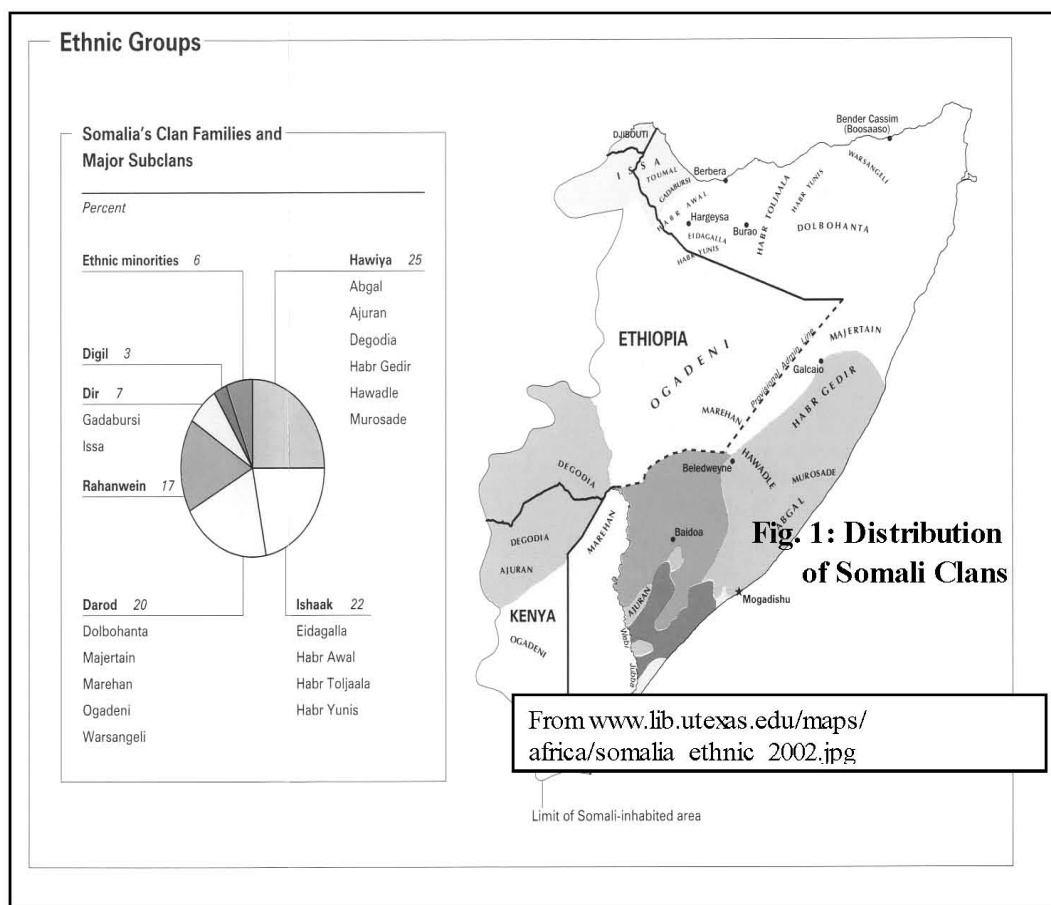 Ethnic Groups
Somalia's Clan Families and
Major Subclans
Percent
Ethnic minorities 6
Digil 3
Dir 7
Gadabursi
Issa
Rahanwein 17
Darod 20
Dolbohanta
Majertain
Marehan
Ogadeni
Warsangeli
Hawiya 25
Abgal
Ajuran
Degodia
Habr Gedir
Hawadle
Murosade
Ishaak 22
Eidagalla
Habr Awal
Habr Toljaala
Habr Yunis
DJIBOUTI
ISSA
TOUMAL
GADABURSI
HABR AWAL
Berbera
Hargeysa
EIDAGALLA
HABR YUNIS
Burao
HABR TOLJAALA
HABR YUNIS
WARSANGELI
Bender Cassim
(Boosaaso)
DOLBOHANTA
ETHIOPIA
OGADENI
Provisional Admin Line
MAJERTAIN
Galcaio
MAREHAN
HABR GEDIR
DEGODIA
Beledweyne
HAWADLE
MUROSADE
ABGAL
DEGODIA
AJURAN
MAREHAN
Baidoa
Fig. 1: Distribution
of Somali Clans
Mogadishu
AJURAN
KENYA
OGADENI
Webi Jubba
From www.lib.utexas.edu/maps/
africa/somalia ethnic 2002.jpg
Limit of Somali-inhabited area